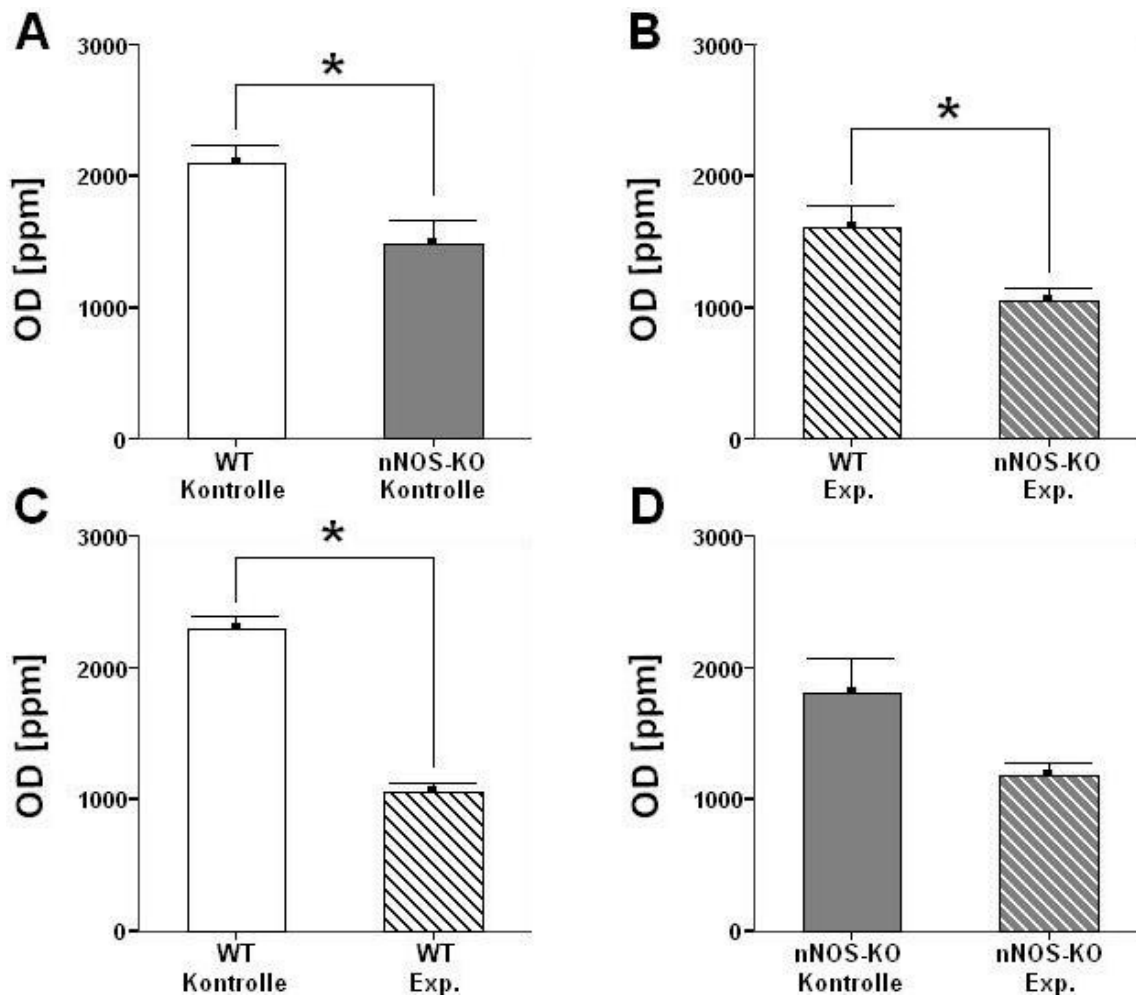 A
3000
2000
1000
0
OD [ppm]
*
WT
Kontrolle
nNOS-KO
Kontrolle
B
3000
2000
1000
0
OD [ppm]
*
WT
Exp.
nNOS-KO
Exp.
C
3000
2000
1000
0
OD [ppm]
*
WT
Kontrolle
WT
Exp.
D
3000
2000
1000
0
OD [ppm]
nNOS-KO
Kontrolle
nNOS-KO
Exp.